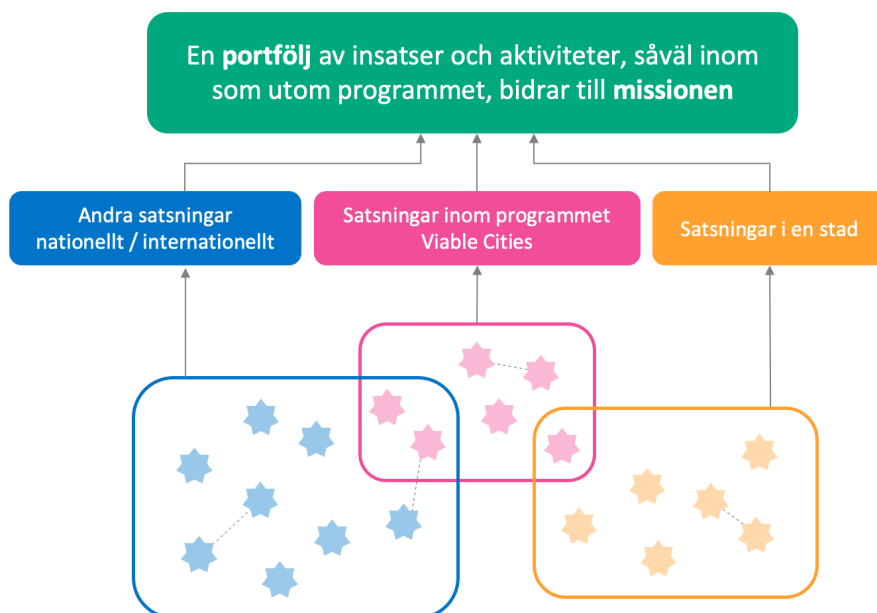 En portfölj av insatser och aktiviteter, såväl inom
som utom programmet, bidrar till missionen
Andra satsningar
nationellt / internationellt
Satsningar inom programmet
Viable Cities
Satsningar i en stad